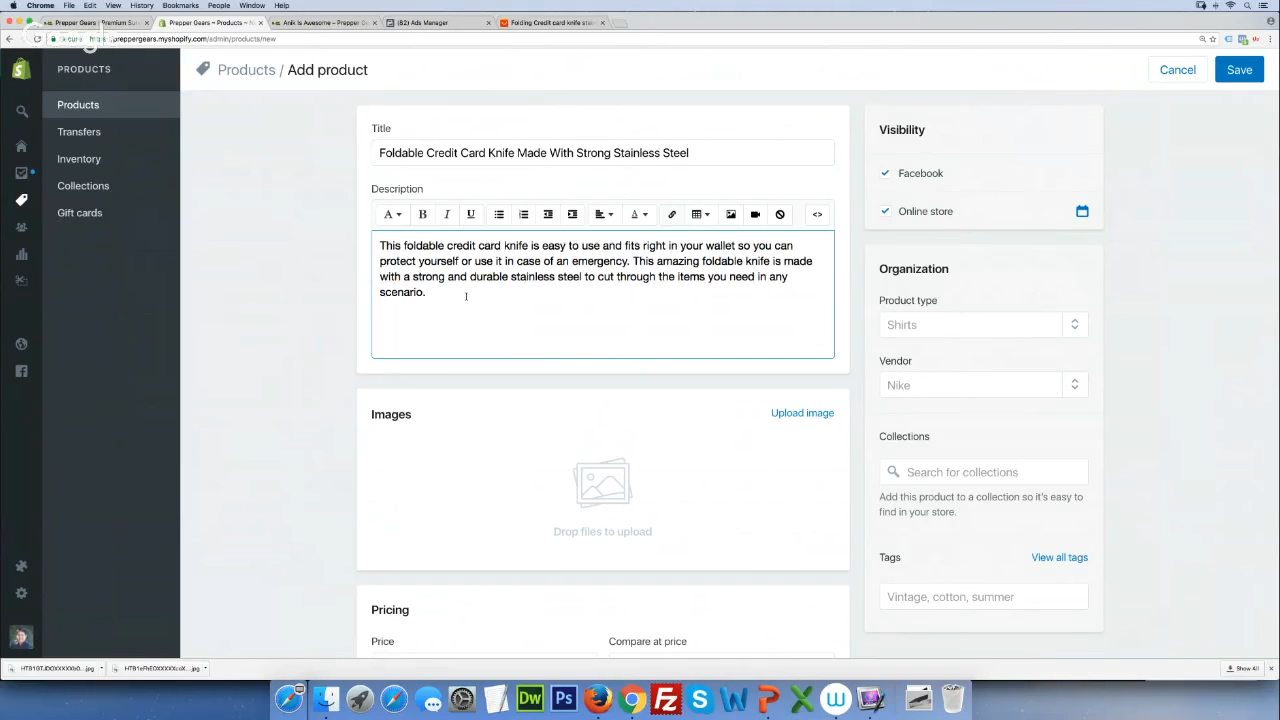 Chrome File Edit View History Bookmarks People Window Help
Prepper Gears | Premium Su
Prepper Gears ~ Products ~ N
Anik Is Awesome – Prepper G
(82) Ads Manager
Folding Credit card knife stain
preppergears.myshopify.com/admin/products/new
PRODUCTS
Products / Add product
Cancel
Save
Products
Transfers
Inventory
Collections
Gift cards
Title
Foldable Credit Card Knife Made With Strong Stainless Steel
Description
A B I U A <>
This foldable credit card knife is easy to use and fits right in your wallet so you can
protect yourself or use it in case of an emergency. This amazing foldable knife is made
with a strong and durable stainless steel to cut through the items you need in any
scenario.
Images
Upload image
Drop files to upload
Pricing
Price
Compare at price
Visibility
Facebook
Online store
Organization
Product type
Shirts
Vendor
Nike
Collections
Search for collections
Add this product to a collection so it's easy to
find in your store.
Tags
View all tags
Vintage, cotton, summer
Show All
Dw Ps Fz S W P X W